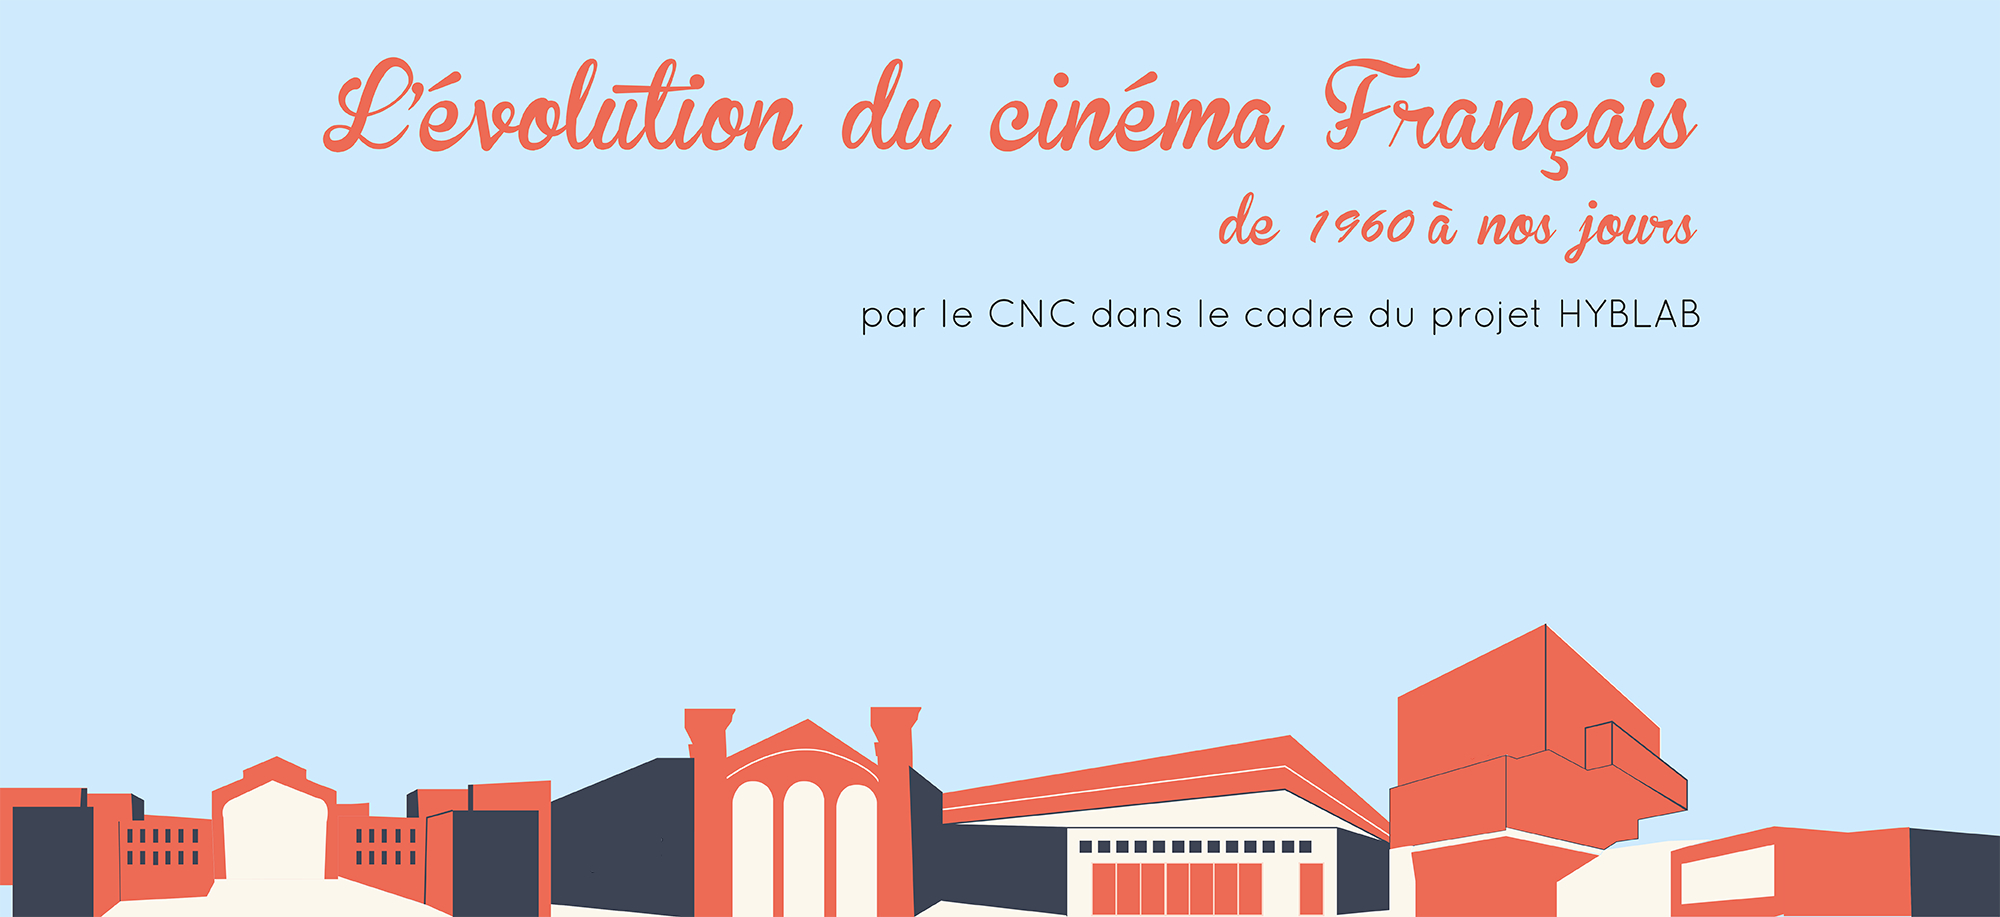 L'évolution du cinéma Français
de 1960 à nos jours
par le CNC dans le cadre du projet HYBLAB